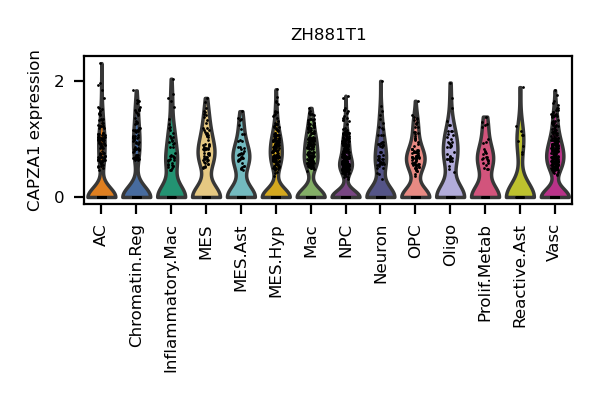 ZH881T1
CAPZA1 expression
2
0
AC
Chromatin.Reg
Inflammatory.Mac
MES
MES.Ast
MES.Hyp
Mac
NPC
Neuron
OPC
Oligo
Prolif.Metab
Reactive.Ast
Vasc